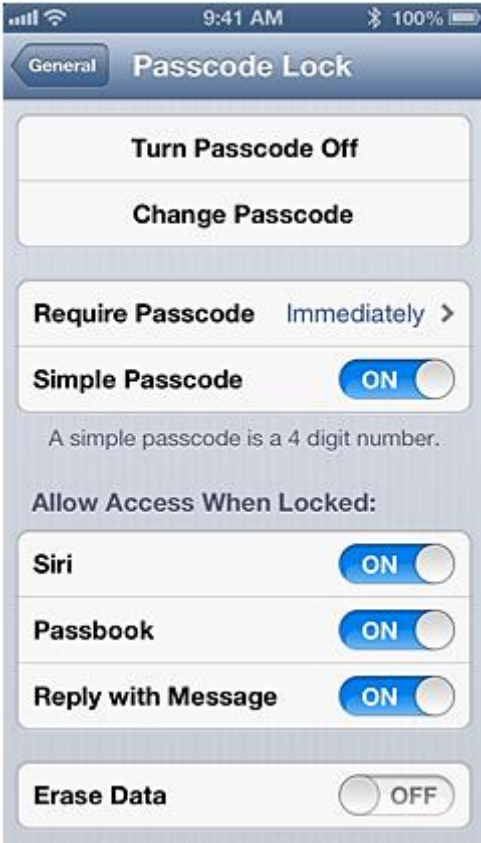 9:41 AM 100%
General Passcode Lock
Turn Passcode Off
Change Passcode
Require Passcode Immediately
Simple Passcode ON
A simple passcode is a 4 digit number.
Allow Access When Locked:
Siri ON
Passbook ON
Reply with Message ON
Erase Data OFF